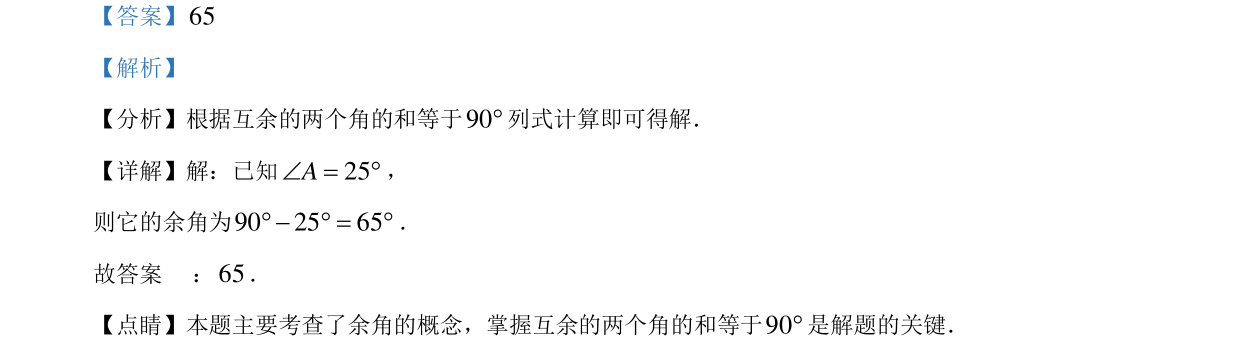 【答案】65
【解析】
【分析】根据互余的两个角的和等于90°列式计算即可得解．
【详解】解：已知∠A = 25°，
则它的余角为90° − 25° = 65°．
故答案　：65．
【点睛】本题主要考查了余角的概念，掌握互余的两个角的和等于90°是解题的关键．